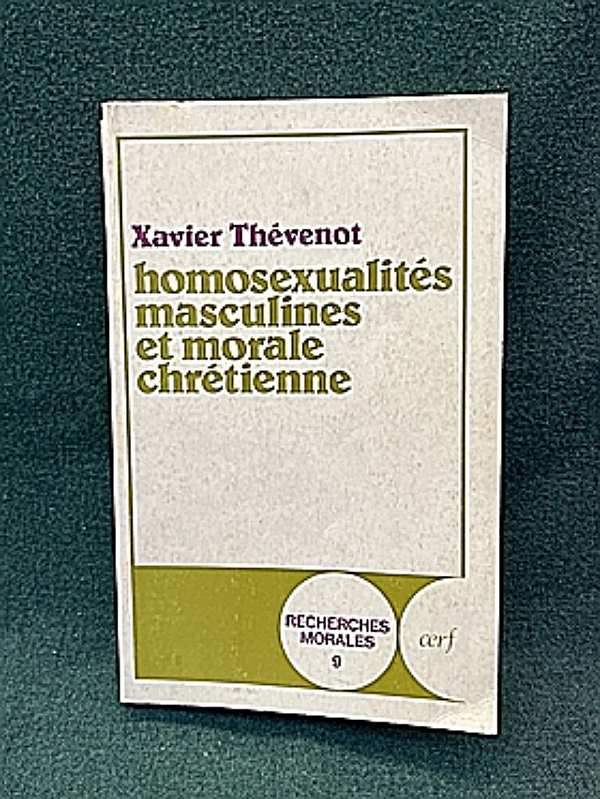 Xavier Thévenot
homosexualités
masculines
et morale
chrétienne
RECHERCHES
MORALES
9
cerf